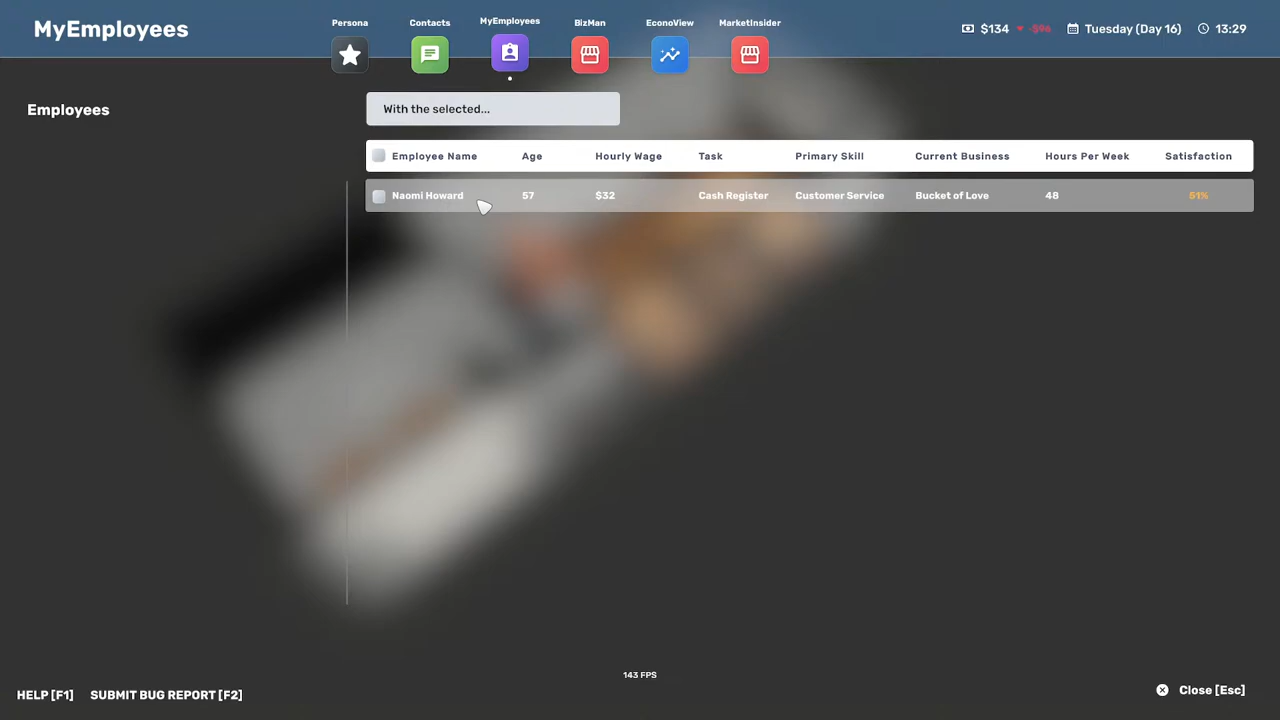 MyEmployees
Persona
Contacts
MyEmployees
BizMan
EconoView
MarketInsider
$134
-$96
Tuesday (Day 16)
13:29
Employees
With the selected...
Employee Name Age Hourly Wage Task Primary Skill Current Business Hours Per Week Satisfaction
Naomi Howard 57 $32 Cash Register Customer Service Bucket of Love 48 51%
143 FPS
HELP [F1] SUBMIT BUG REPORT [F2]
Close [Esc]